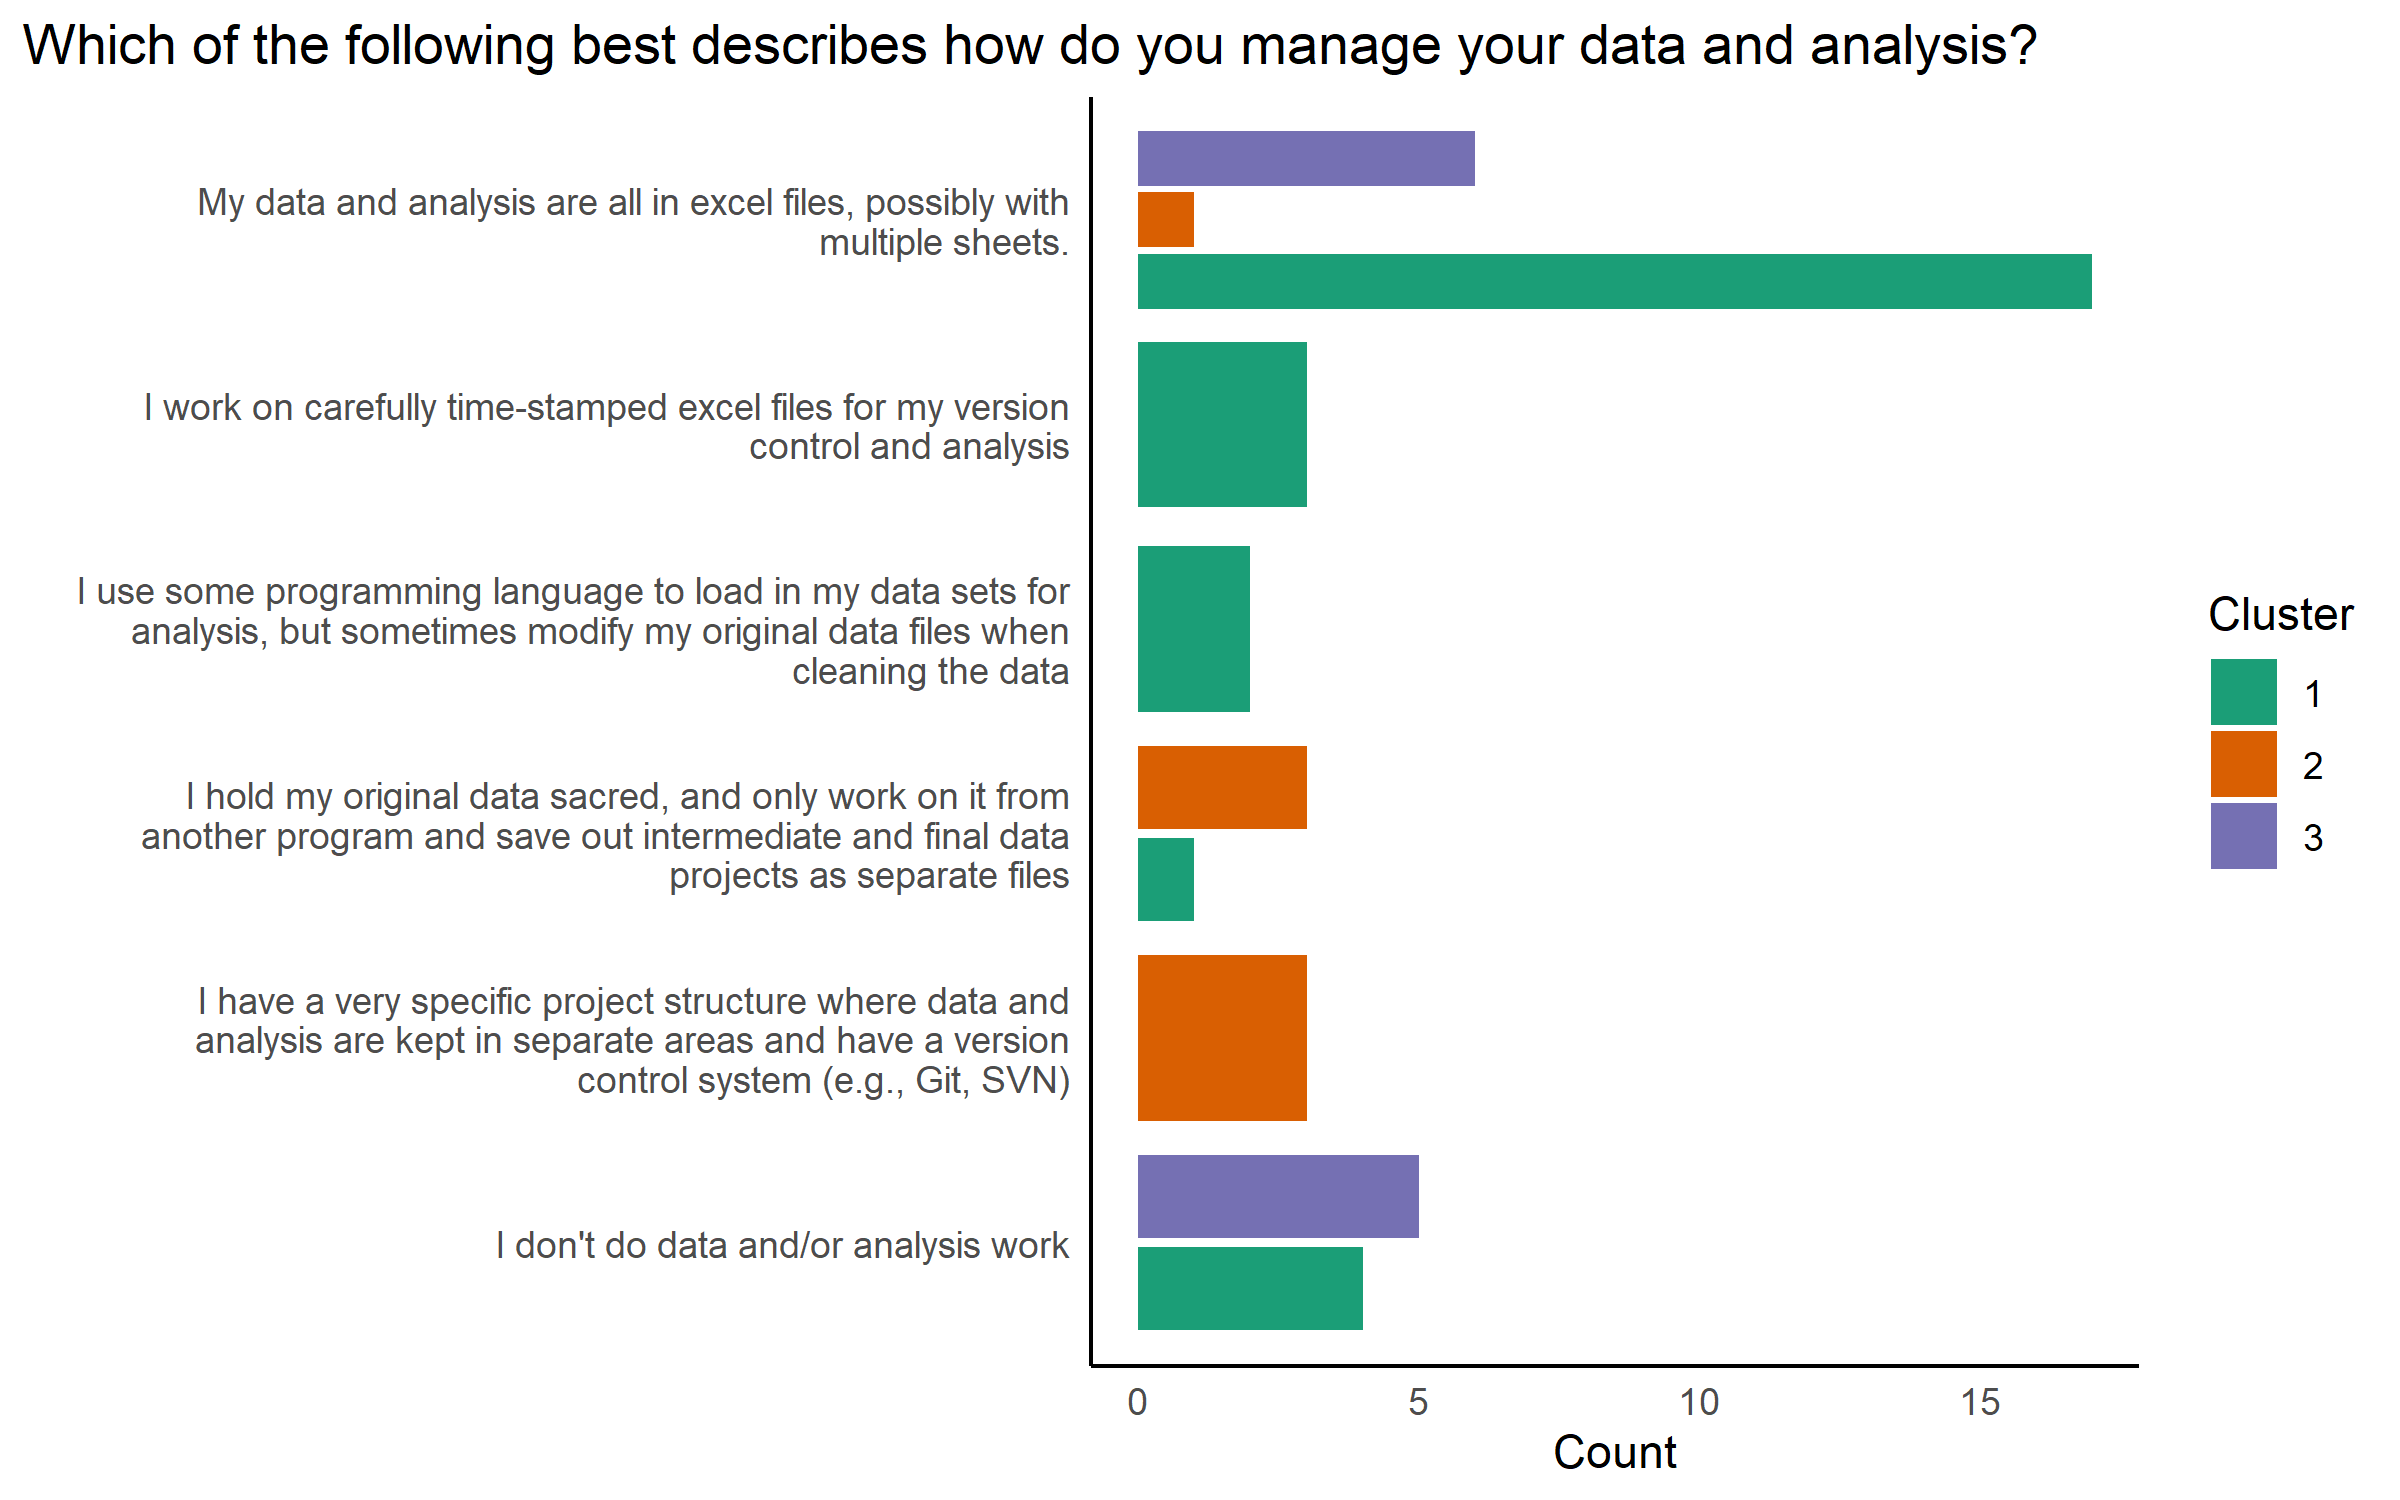 Which of the following best describes how do you manage your data and analysis?
My data and analysis are all in excel files, possibly with
multiple sheets.
I work on carefully time-stamped excel files for my version
control and analysis
I use some programming language to load in my data sets for
analysis, but sometimes modify my original data files when
cleaning the data
I hold my original data sacred, and only work on it from
another program and save out intermediate and final data
projects as separate files
I have a very specific project structure where data and
analysis are kept in separate areas and have a version
control system (e.g., Git, SVN)
I don't do data and/or analysis work
0 5 10 15
Count
Cluster
1
2
3